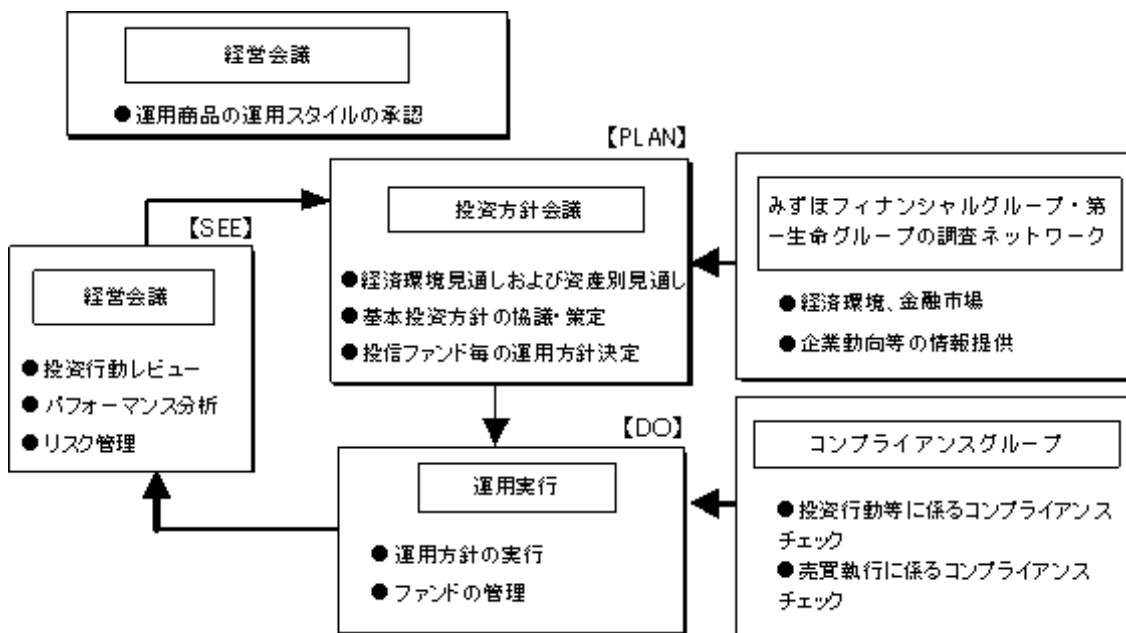 経営会議
●運用商品の運用スタイルの承認
【PLAN】
投資方針会議
●経済環境見通しおよび資産別見通し
●基本投資方針の協議・策定
●投信ファンド毎の運用方針決定
みずほフィナンシャルグループ・第
一生命グループの調査ネットワーク
●経済環境、金融市場
●企業動向等の情報提供
【SEE】
経営会議
●投資行動レビュー
●パフォーマンス分析
●リスク管理
【DO】
運用実行
●運用方針の実行
●ファンドの管理
コンプライアンスグループ
●投資行動等に係るコンプライアンス
チェック
●売買執行に係るコンプライアンス
チェック